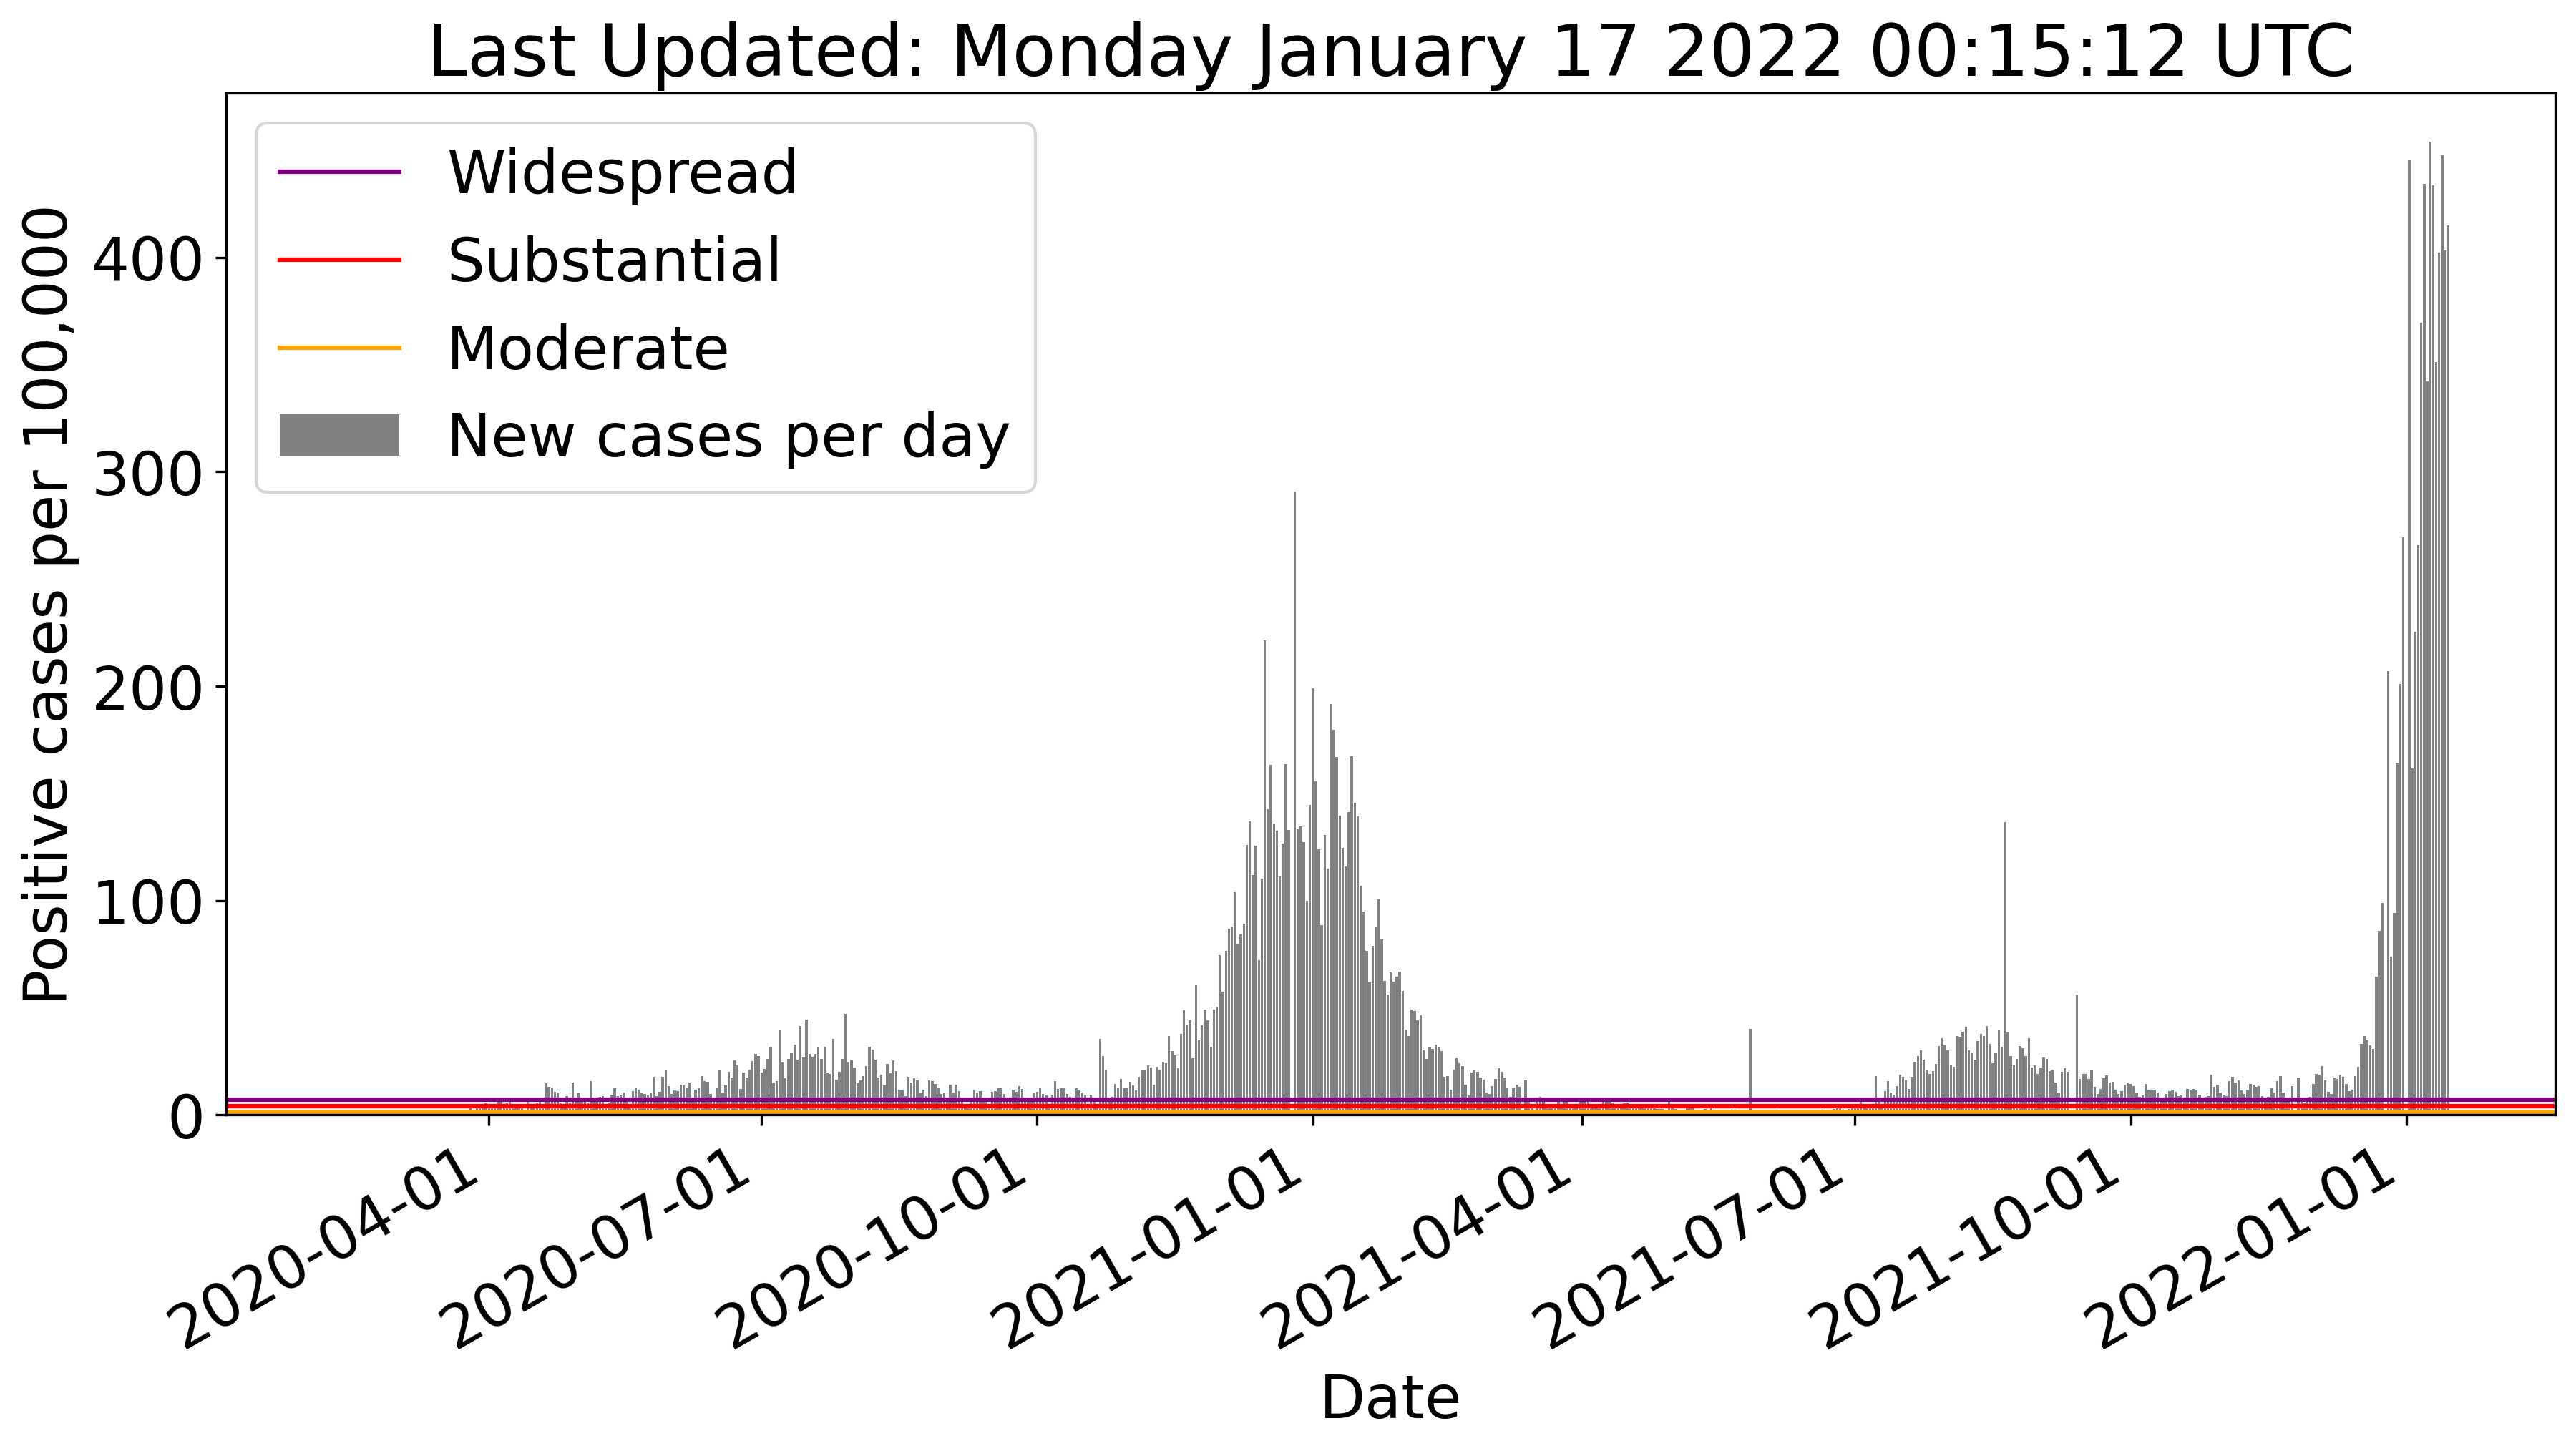 Last Updated: Monday January 17 2022 00:15:12 UTC
Widespread
Substantial
Moderate
New cases per day
Positive cases per 100,000
400
300
200
100
0
2020-04-01
2020-07-01
2020-10-01
2021-01-01
2021-04-01
2021-07-01
2021-10-01
2022-01-01
Date